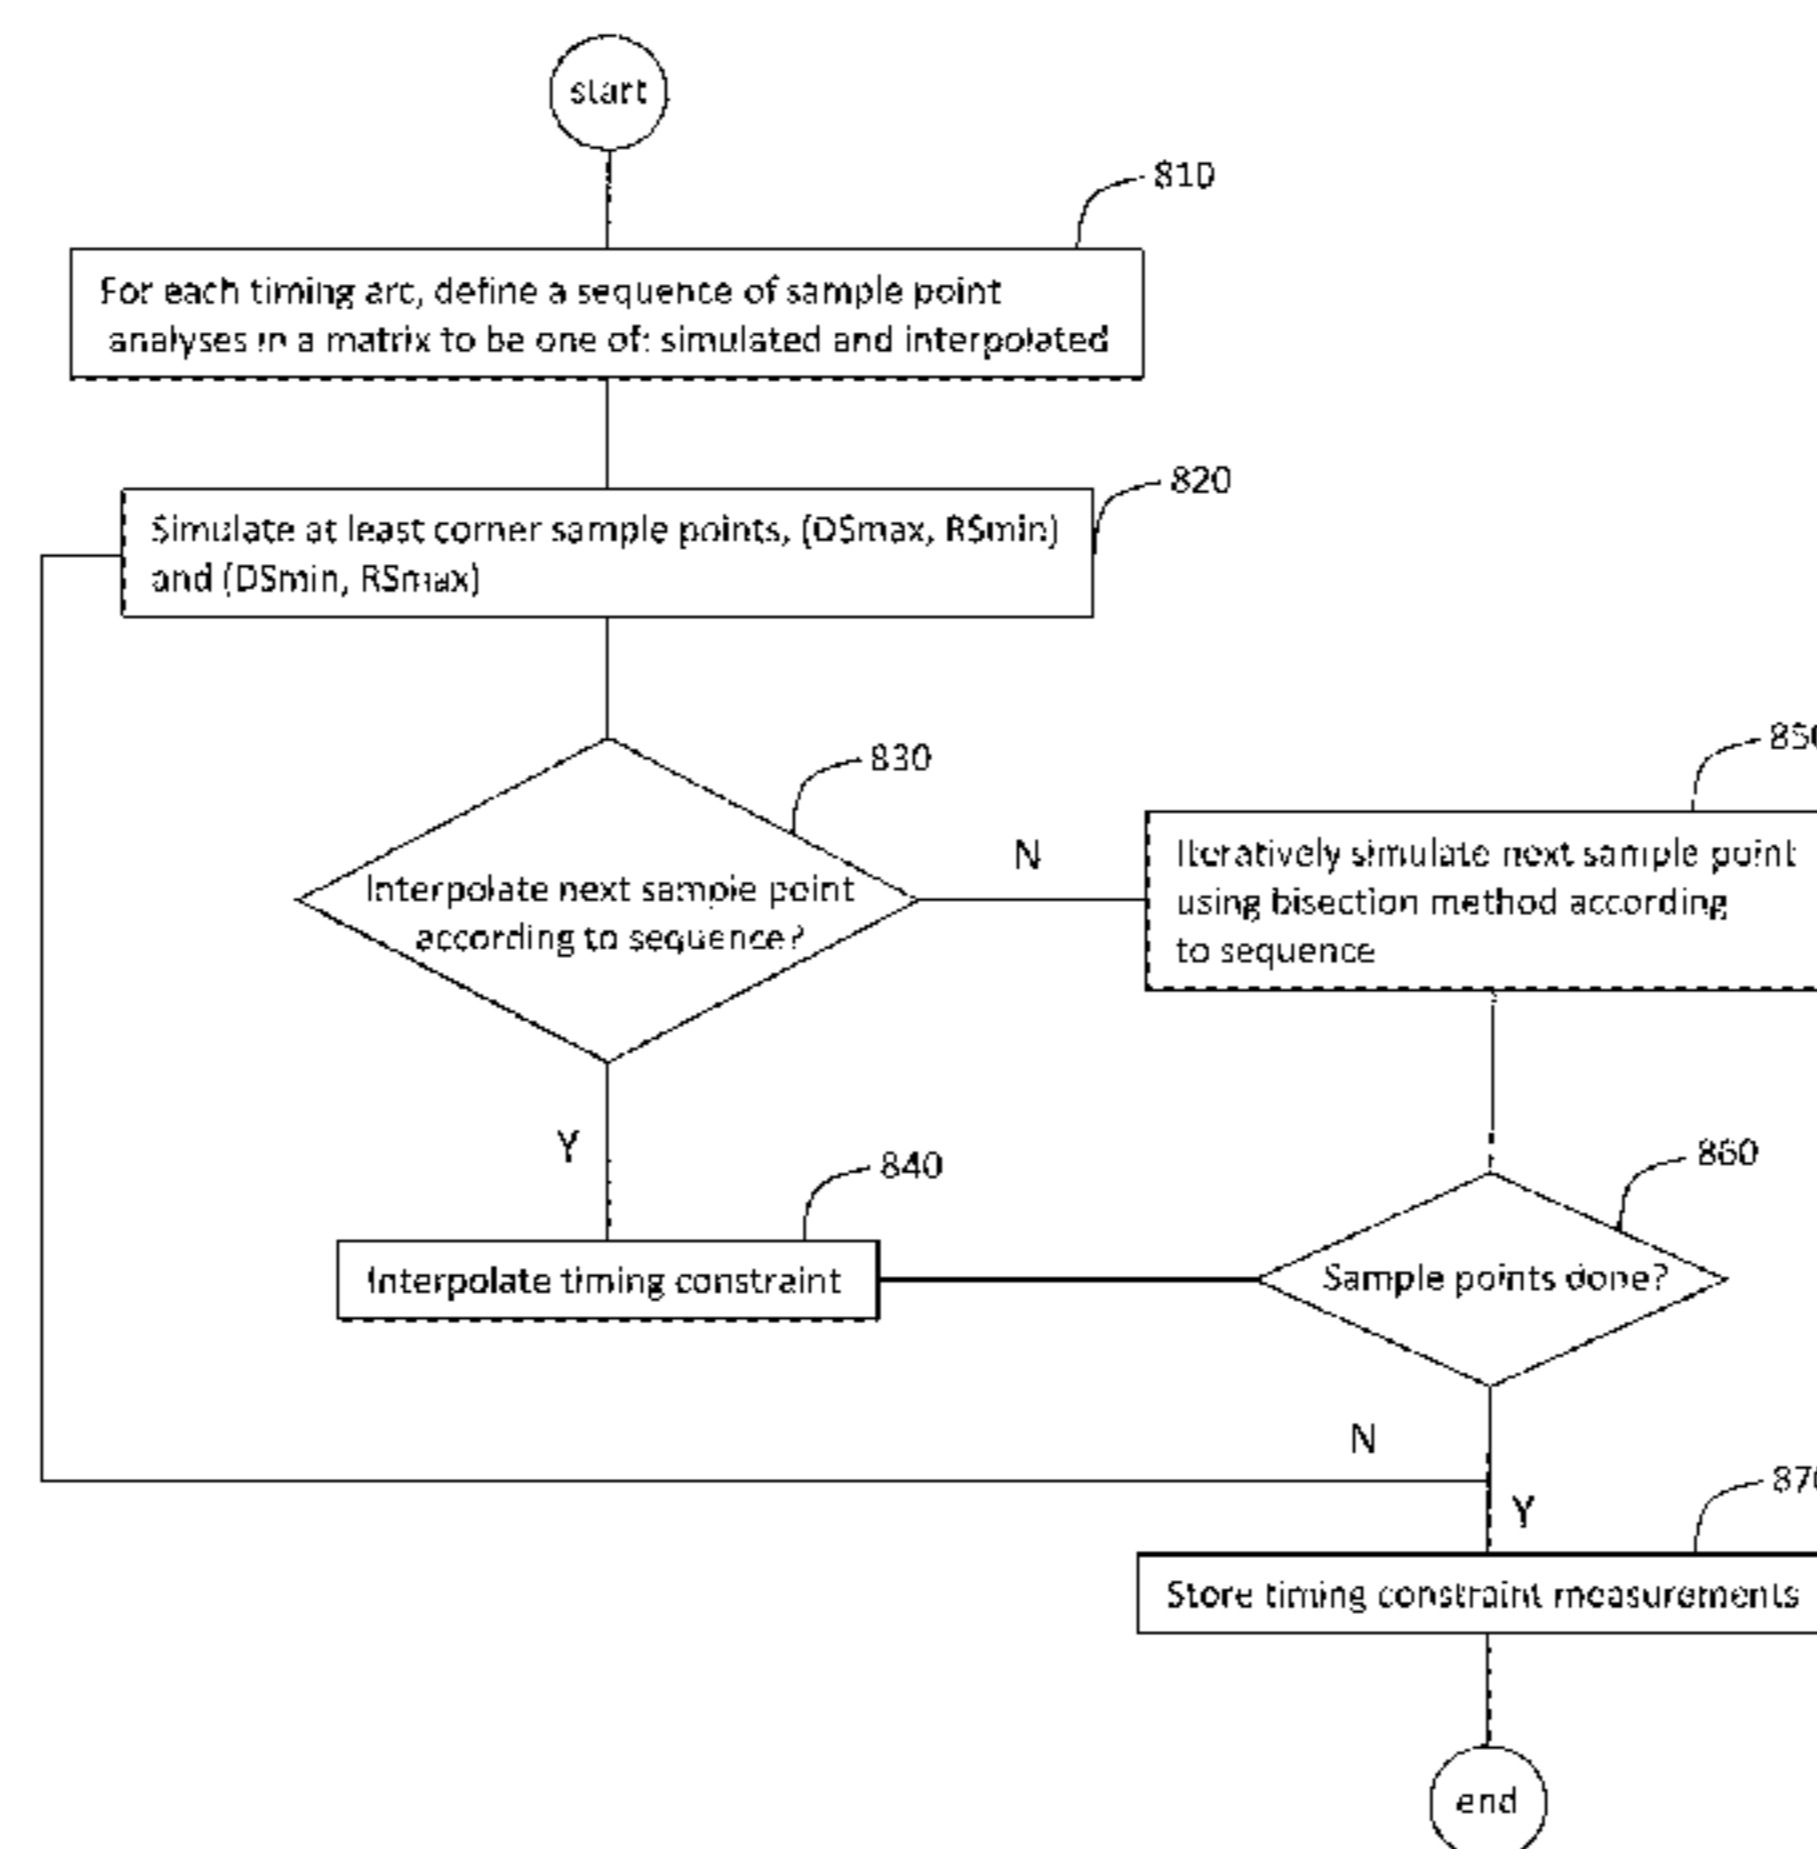 start
810
For each timing arc, define a sequence of sample point
analyses in a matrix to be one of: simulated and interpolated
820
Simulate at least corner sample points, (DSmax, RSmin)
and (DSmin, RSmax)
830
Interpolate next sample point
according to sequence?
N
850
Iteratively simulate next sample point
using bisection method according
to sequence
Y
840
Interpolate timing constraint
860
Sample points done?
N
Y
870
Store timing constraint measurements
end